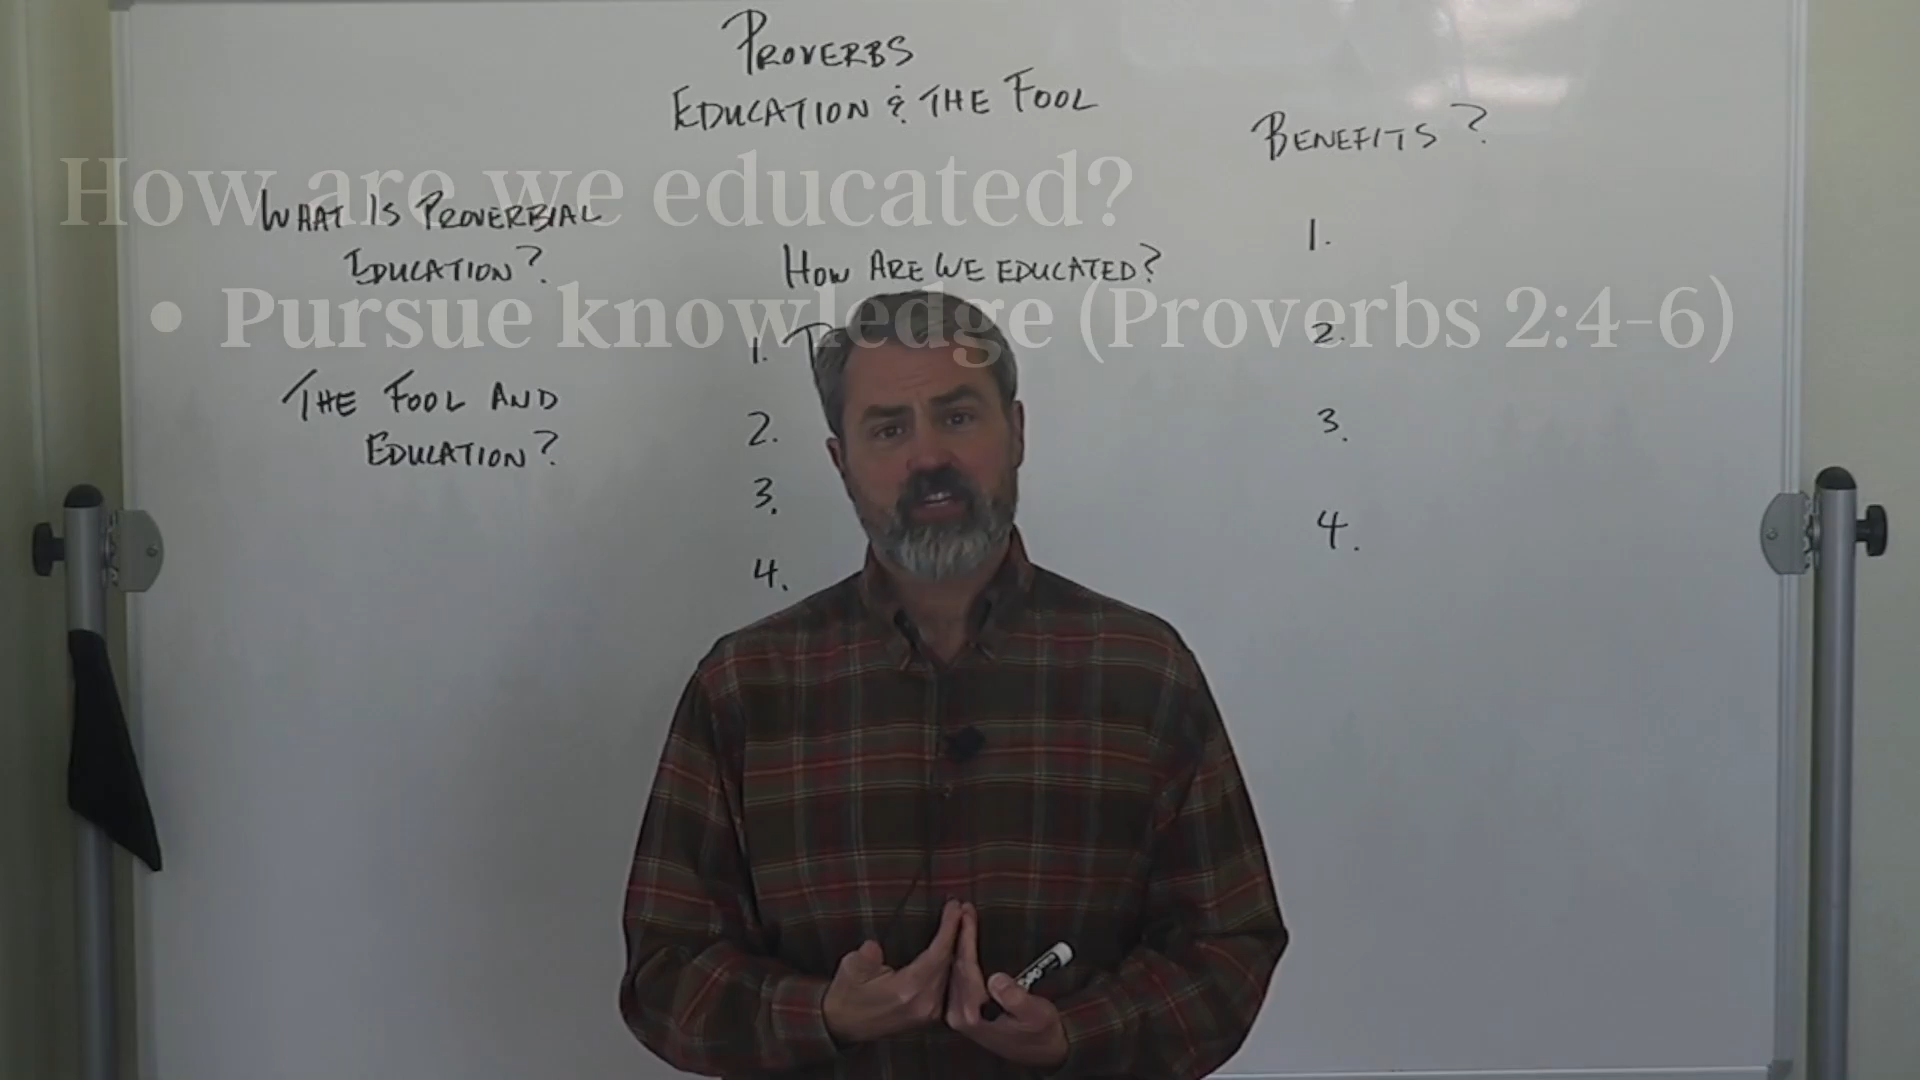 PROVERBS
EDUCATION & THE FOOL
BENEFITS?
How are we educated?
WHAT IS PROVERBIAL
EDUCATION?
HOW ARE WE EDUCATED?
1.
• Pursue knowledge (Proverbs 2:4-6)
1.
2.
THE FOOL AND
EDUCATION?
2.
3.
3.
4.
4.